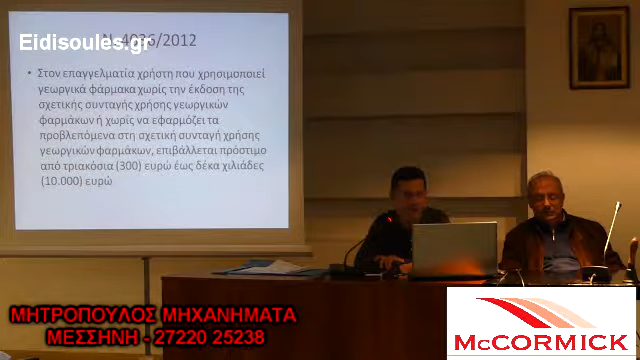 Eidisoules.gr
Ν. 4036/2012
• Στον επαγγελματία χρήστη που χρησιμοποιεί
γεωργικά φάρμακα χωρίς την έκδοση της
σχετικής συνταγής χρήσης γεωργικών
φαρμάκων ή χωρίς να εφαρμόζει τα
προβλεπόμενα στη σχετική συνταγή χρήσης
γεωργικών φαρμάκων, επιβάλλεται πρόστιμο
από τριακόσια (300) ευρώ έως δέκα χιλιάδες
(10.000) ευρώ
ΜΗΤΡΟΠΟΥΛΟΣ ΜΗΧΑΝΗΜΑΤΑ
ΜΕΣΣΗΝΗ - 27220 25238
McCORMICK